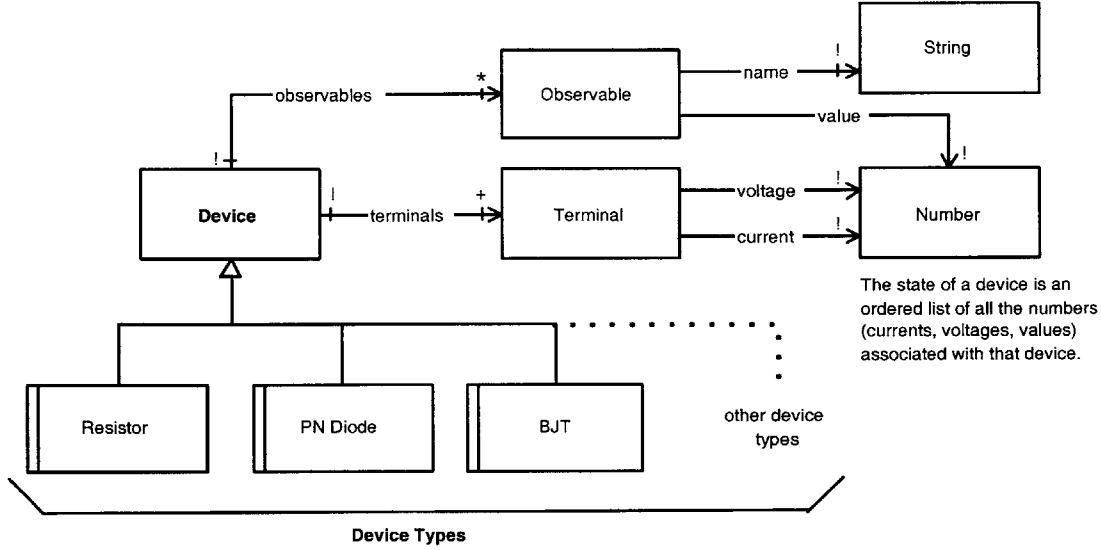 String
!
name
*
observables
Observable
value
!
!
!
+
!
voltage
Device
terminals
Terminal
Number
!
current
The state of a device is an
ordered list of all the numbers
(currents, voltages, values)
associated with that device.
Resistor
PN Diode
BJT
other device
types
Device Types